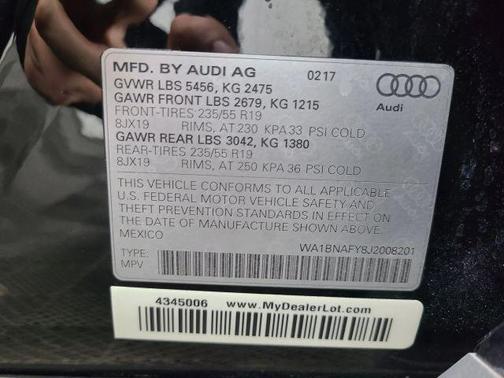 MFD. BY AUDI AG 0217
GVWR LBS 5456, KG 2475
GAWR FRONT LBS 2679, KG 1215
FRONT-TIRES 235/55 R19
8JX19 RIMS, AT 230 KPA 33 PSI COLD
GAWR REAR LBS 3042, KG 1380
REAR-TIRES 235/55 R19
8JX19 RIMS, AT 250 KPA 36 PSI COLD
Audi
THIS VEHICLE CONFORMS TO ALL APPLICABLE
U.S. FEDERAL MOTOR VEHICLE SAFETY AND
THEFT PREVENTION STANDARDS IN EFFECT ON
THE DATE OF MANUFACTURE SHOWN ABOVE
MEXICO
WA1BNAFY8J2008201
TYPE:
MPV
4345006 www.MyDealerLot.com